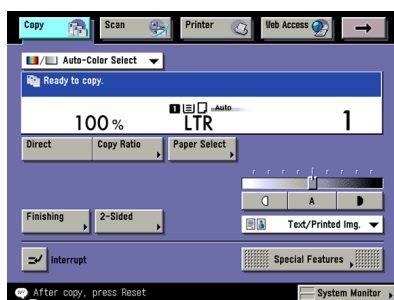 Copy Scan Printer Web Access →
Auto-Color Select
Ready to copy.
1 Auto
100 % LTR 1
Direct Copy Ratio Paper Select
A
Finishing 2-Sided Text/Printed Img.
Interrupt Special Features
After copy, press Reset System Monitor